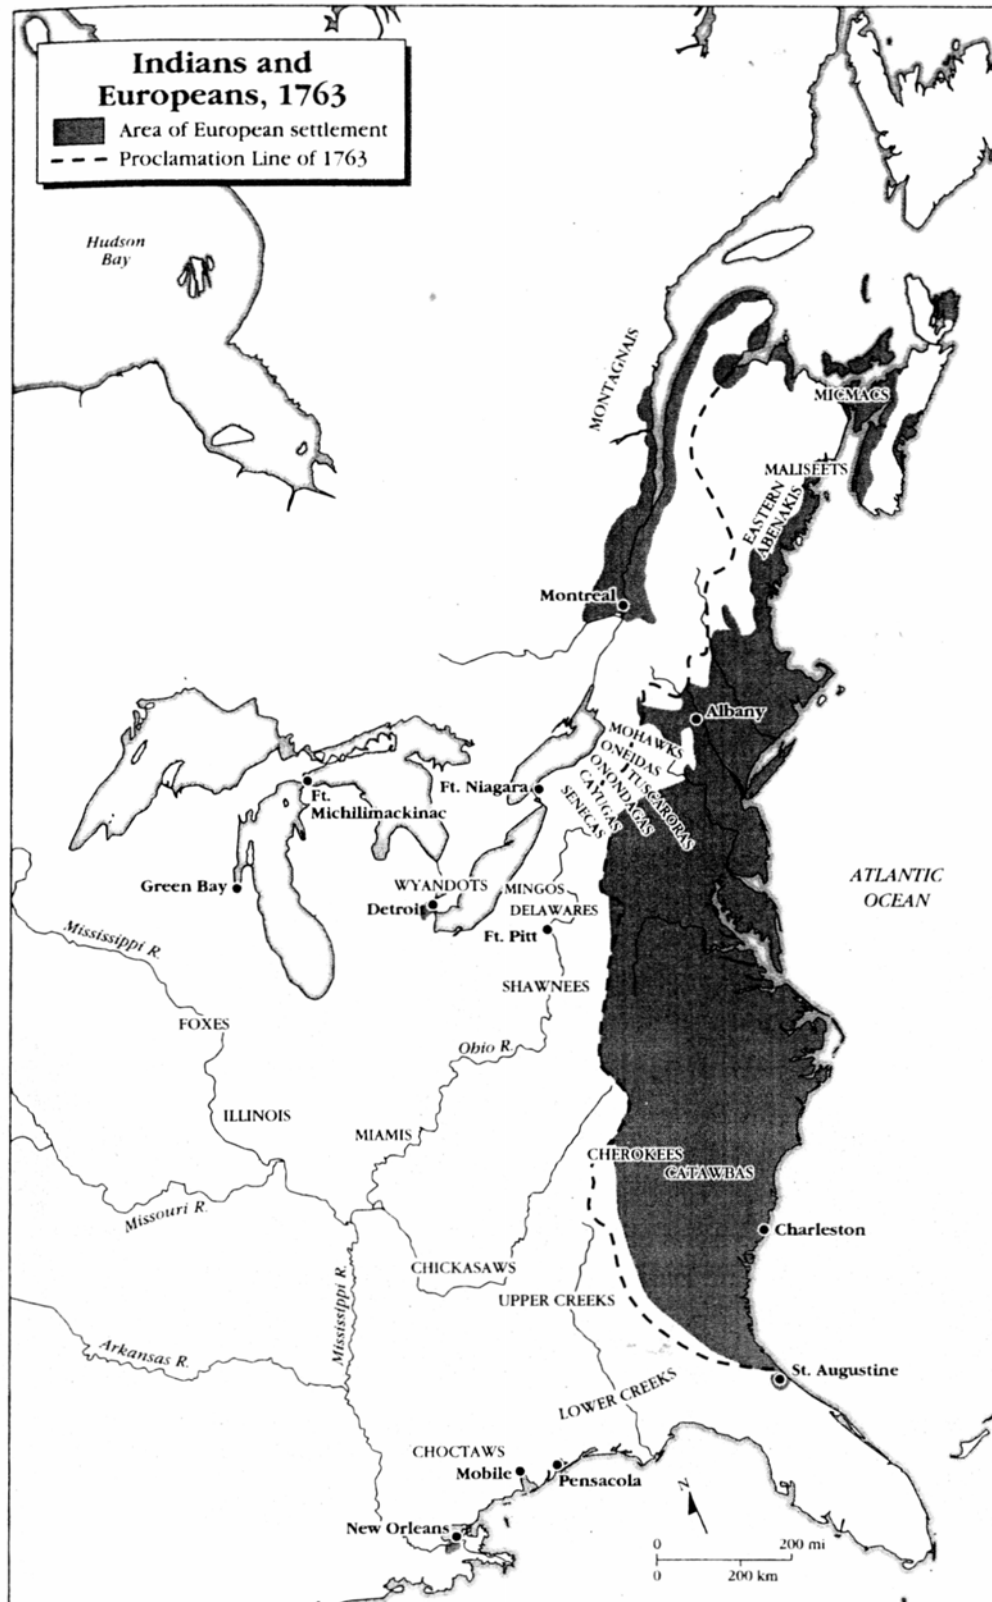 Indians and
Europeans, 1763
Area of European settlement
Proclamation Line of 1763
Hudson
Bay
MONTAGNAIS
MICMACS
MALISEETS
EASTERN
ABENAKIS
Montreal
Albany
MOHAWKS
ONEIDAS
TUSCARORAS
ONONDAGAS
CAYUGAS
SENECAS
Ft. Niagara
Ft.
Michilimackinac
Green Bay
WYANDOTS
Detroit
MINGOS
DELAWARES
Ft. Pitt
ATLANTIC
OCEAN
Mississippi R.
SHAWNEES
FOXES
Ohio R.
ILLINOIS
MIAMIS
CHEROKEES
CATAWBAS
Missouri R.
Charleston
CHICKASAWS
UPPER CREEKS
Mississippi R.
Arkansas R.
St. Augustine
LOWER CREEKS
CHOCTAWS
Mobile
Pensacola
New Orleans
N
0 200 mi
0 200 km